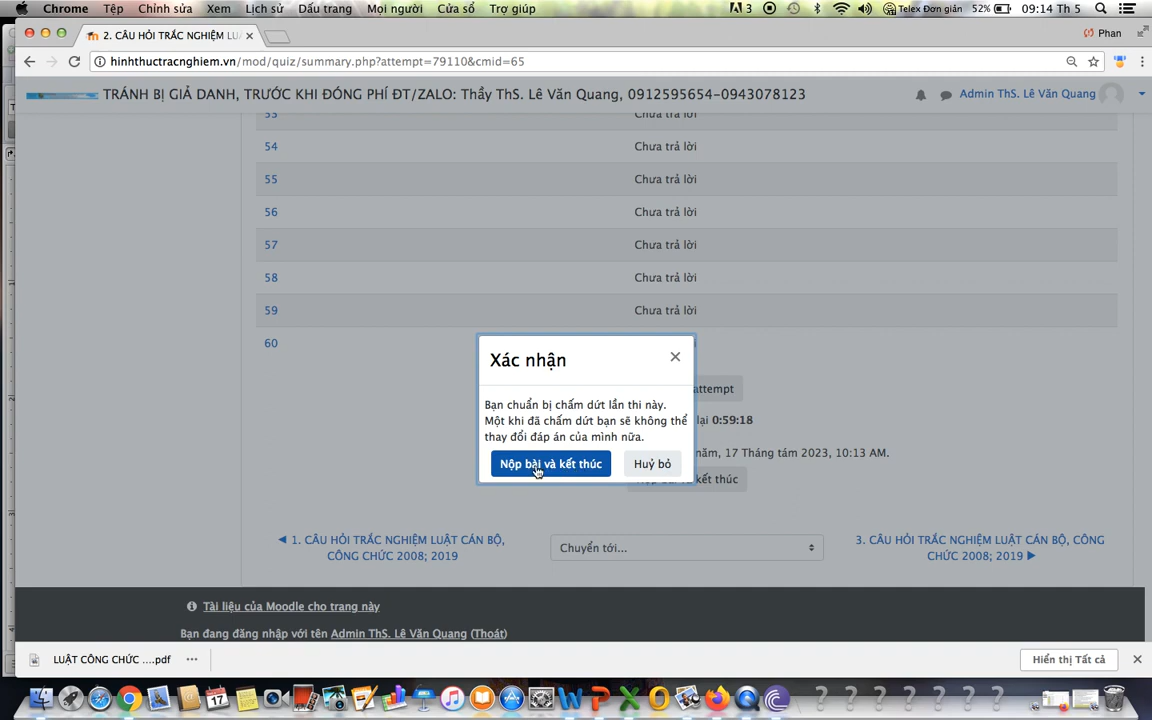 Chrome Tệp Chỉnh sửa Xem Lịch sử Dấu trang Mọi người Cửa sổ Trợ giúp 3 Telex Đơn giản 52% 09:14 Th 5
2. CÂU HỎI TRẮC NGHIỆM LU Phan
hinhthuctracnghiem.vn/mod/quiz/summary.php?attempt=79110&cmid=65
TRÁNH BỊ GIẢ DANH, TRƯỚC KHI ĐÓNG PHÍ ĐT/ZALO: Thầy ThS. Lê Văn Quang, 0912595654-0943078123 Admin ThS. Lê Văn Quang
53 Chưa trả lời
54 Chưa trả lời
55 Chưa trả lời
56 Chưa trả lời
57 Chưa trả lời
58 Chưa trả lời
59 Chưa trả lời
60
Xác nhận
attempt
Bạn chuẩn bị chấm dứt lần thi này.
Một khi đã chấm dứt bạn sẽ không thể
thay đổi đáp án của mình nữa.
lại 0:59:18
năm, 17 Tháng tám 2023, 10:13 AM.
Nộp bài và kết thúc Huỷ bỏ
kết thúc
1. CÂU HỎI TRẮC NGHIỆM LUẬT CÁN BỘ,
CÔNG CHỨC 2008; 2019
Chuyển tới...
3. CÂU HỎI TRẮC NGHIỆM LUẬT CÁN BỘ, CÔNG
CHỨC 2008; 2019
Tài liệu của Moodle cho trang này
Bạn đang đăng nhập với tên Admin ThS. Lê Văn Quang (Thoát)
LUẬT CÔNG CHỨC ....pdf Hiển thị Tất cả
17